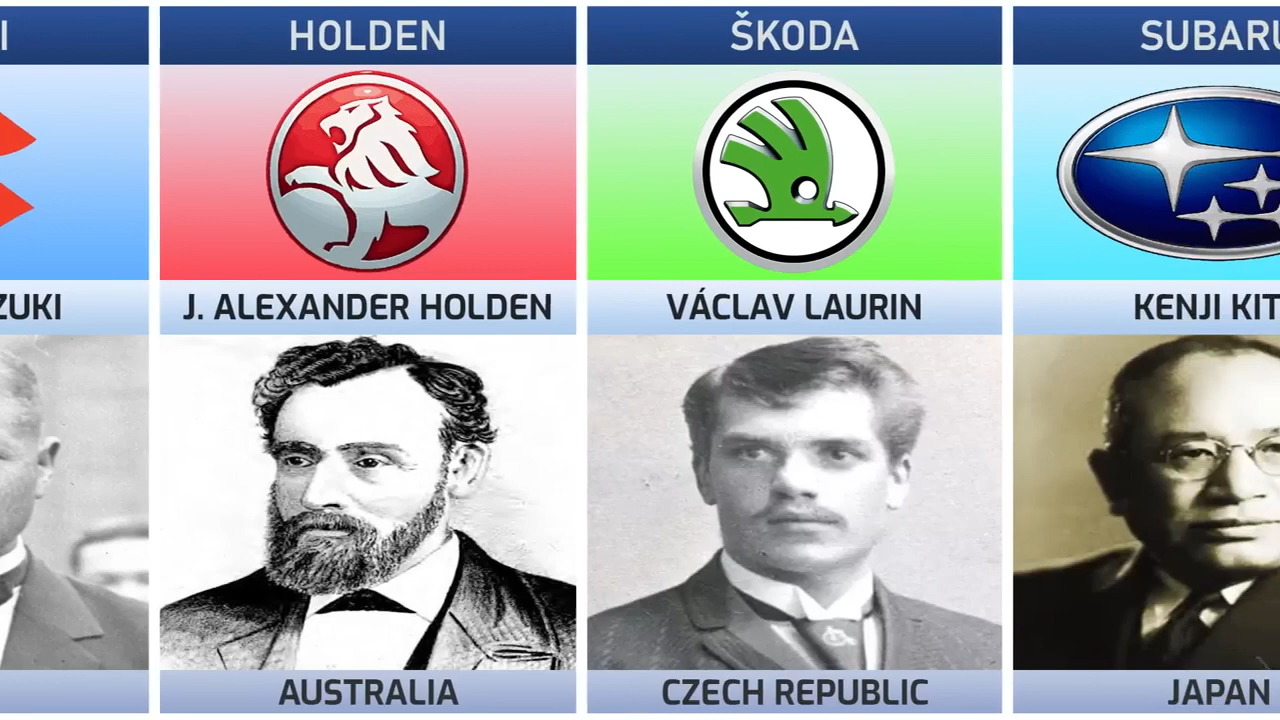 I
ZUKI
HOLDEN
J. ALEXANDER HOLDEN
AUSTRALIA
ŠKODA
VÁCLAV LAURIN
CZECH REPUBLIC
SUBARU
KENJI KIT
JAPAN